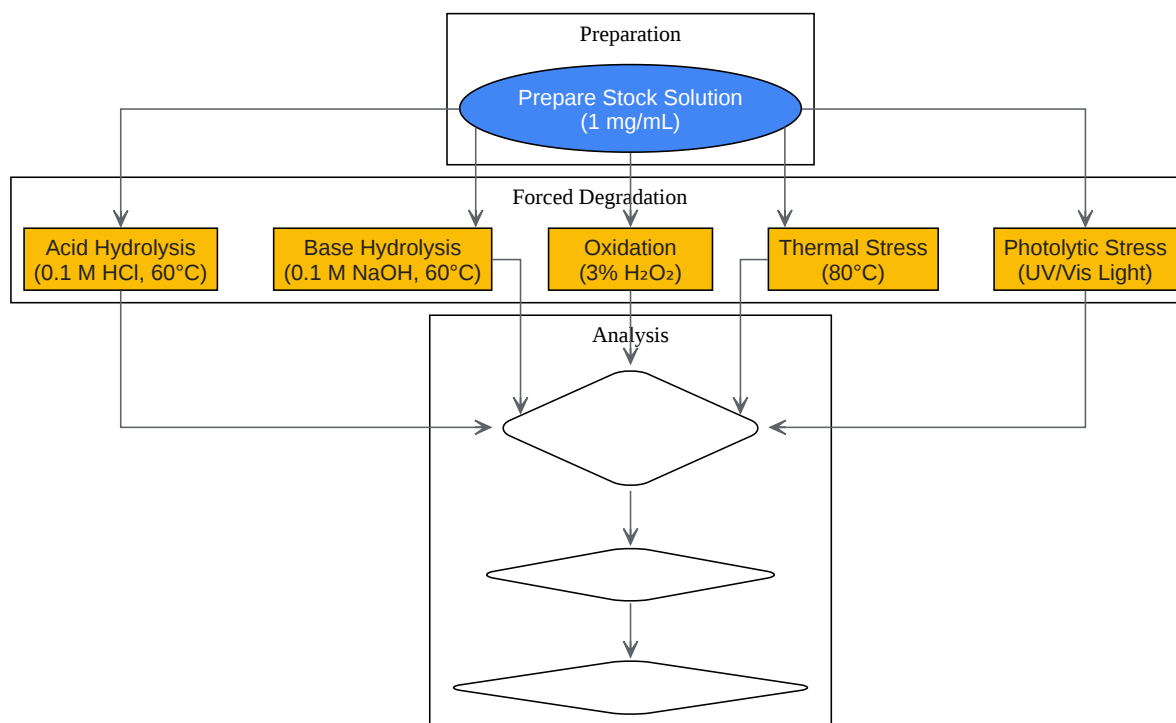 Preparation
Prepare Stock Solution
(1 mg/mL)
Forced Degradation
Acid Hydrolysis
(0.1 M HCl, 60°C)
Base Hydrolysis
(0.1 M NaOH, 60°C)
Oxidation
(3% H₂O₂)
Thermal Stress
(80°C)
Photolytic Stress
(UV/Vis Light)
Analysis